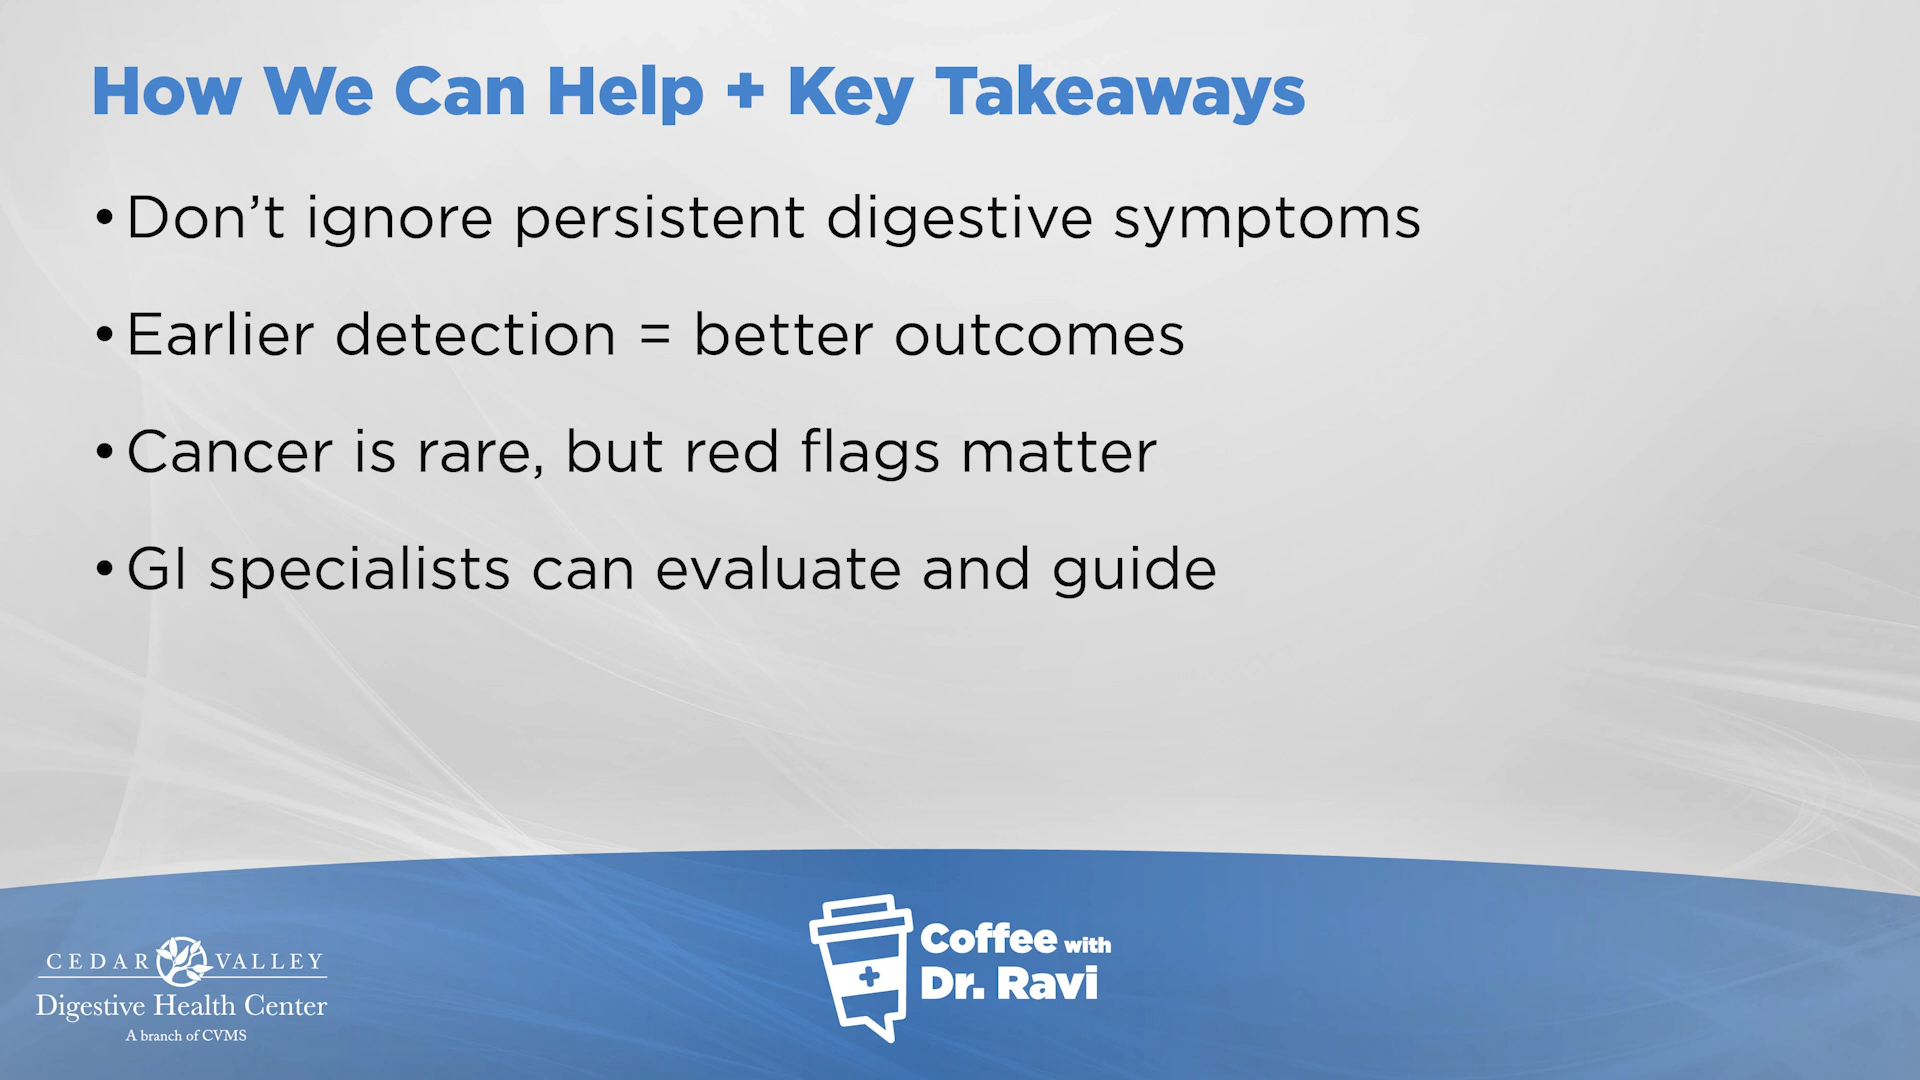 How We Can Help + Key Takeaways
• Don’t ignore persistent digestive symptoms
• Earlier detection = better outcomes
• Cancer is rare, but red flags matter
• GI specialists can evaluate and guide
CEDAR VALLEY
Digestive Health Center
A branch of CVMS
Coffee with
Dr. Ravi